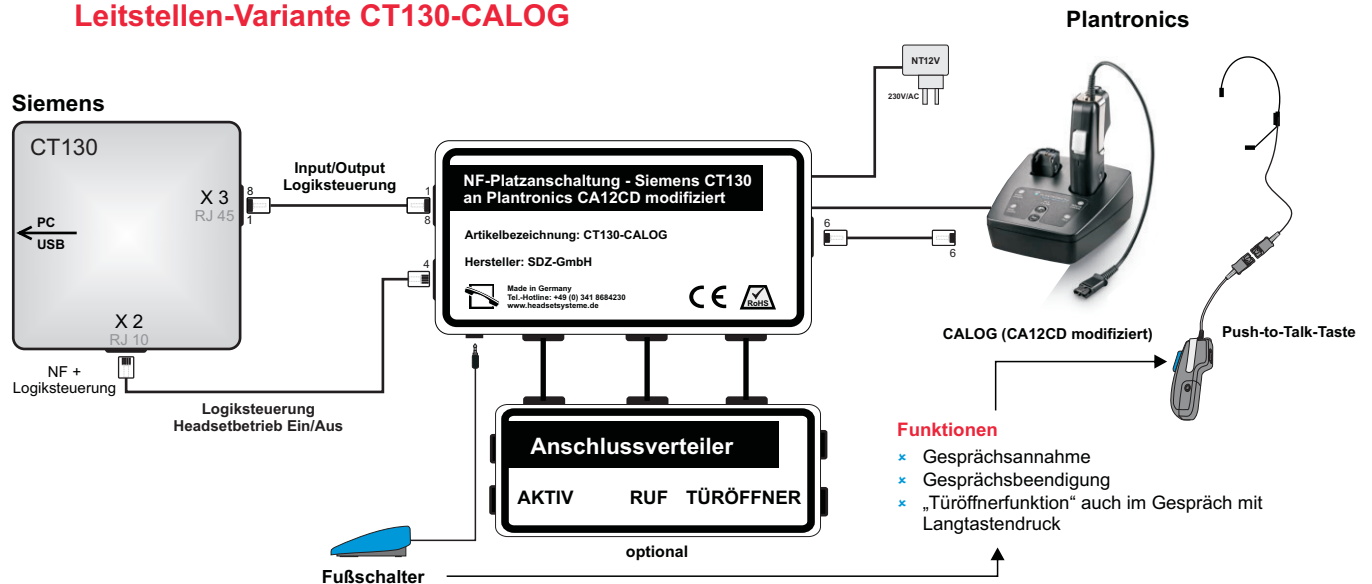 Leitstellen-Variante CT130-CALOG
Plantronics
NT12V
230V/AC
Siemens
CT130
X 3
RJ 45
8
1
PC
USB
X 2
RJ 10
NF +
Logiksteuerung
Input/Output
Logiksteuerung
1
8
4
Logiksteuerung
Headsetbetrieb Ein/Aus
NF-Platzanschaltung - Siemens CT130
an Plantronics CA12CD modifiziert
Artikelbezeichnung: CT130-CALOG
Hersteller: SDZ-GmbH
Made in Germany
Tel.-Hotline: +49 (0) 341 8684230
www.headsetsysteme.de
CE
RoHS
6
6
CALOG (CA12CD modifiziert)
Push-to-Talk-Taste
Anschlussverteiler
AKTIV RUF TÜRÖFFNER
optional
Fußschalter
Funktionen
× Gesprächsannahme
× Gesprächsbeendigung
× „Türöffnerfunktion“ auch im Gespräch mit
Langtastendruck